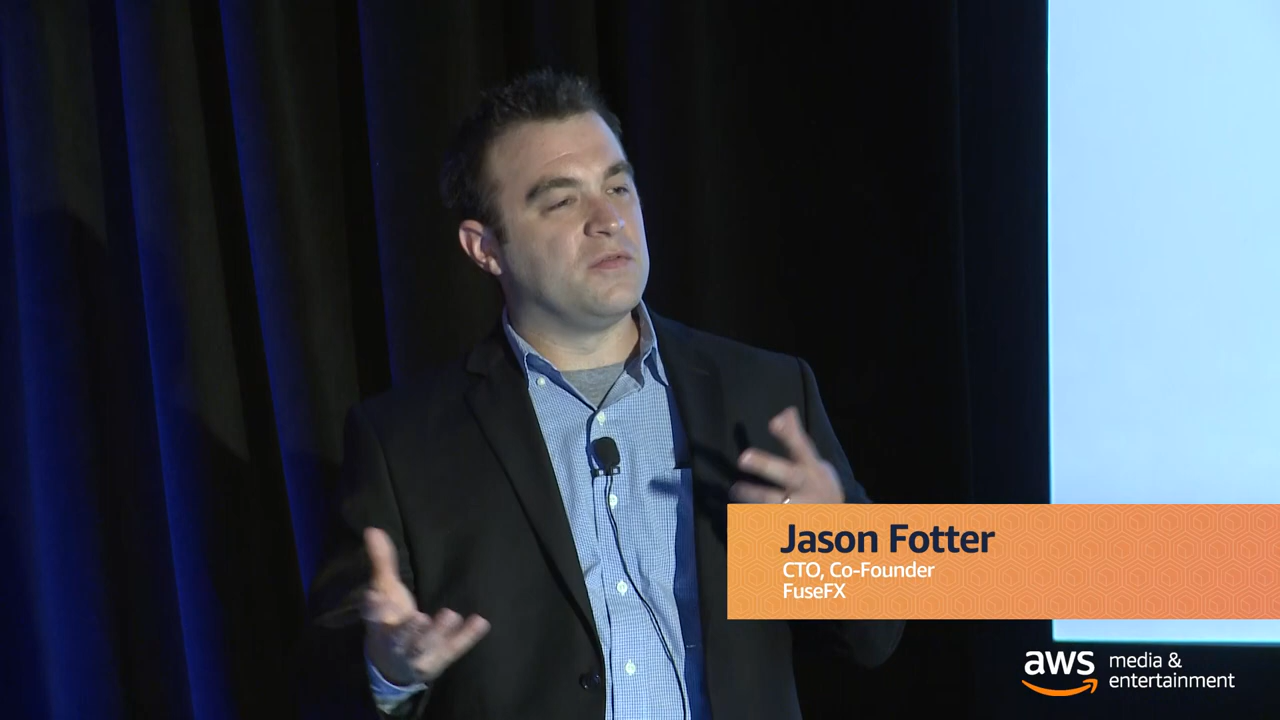 Jason Fotter
CTO, Co-Founder
FuseFX
aws media &
entertainment